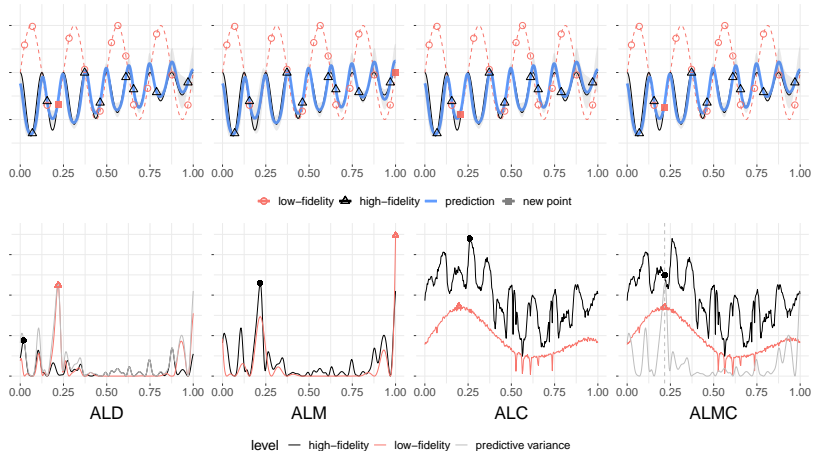 0.00 0.25 0.50 0.75 1.00 0.00 0.25 0.50 0.75 1.00 0.00 0.25 0.50 0.75 1.00 0.00 0.25 0.50 0.75 1.00
low−fidelity high−fidelity prediction new point
0.00 0.25 0.50 0.75 1.00 0.00 0.25 0.50 0.75 1.00 0.00 0.25 0.50 0.75 1.00 0.00 0.25 0.50 0.75 1.00
ALD ALM ALC ALMC
level high−fidelity low−fidelity predictive variance